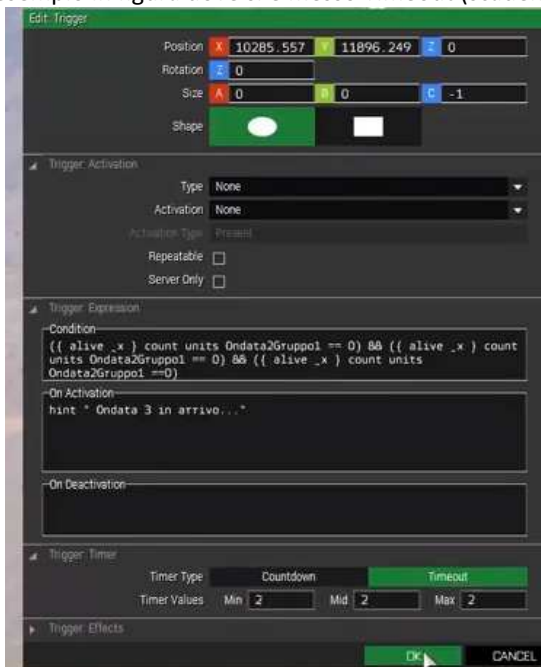 Edit Trigger
Position X 10285.557 Y 11896.249 Z 0
Rotation Z 0
Size A 0 B 0 C -1
Shape
Trigger: Activation
Type None
Activation None
Activation Type Present
Repeatable
Server Only
Trigger: Expression
Condition
(({ alive _x } count units Ondata2Gruppo1 == 0) && ({ alive _x } count
units Ondata2Gruppo1 == 0) && ({ alive _x } count units
Ondata2Gruppo1 ==0)
On Activation
hint " Ondata 3 in arrivo..."
On Deactivation
Trigger: Timer
Timer Type Countdown Timeout
Timer Values Min 2 Mid 2 Max 2
Trigger: Effects
OK CANCEL